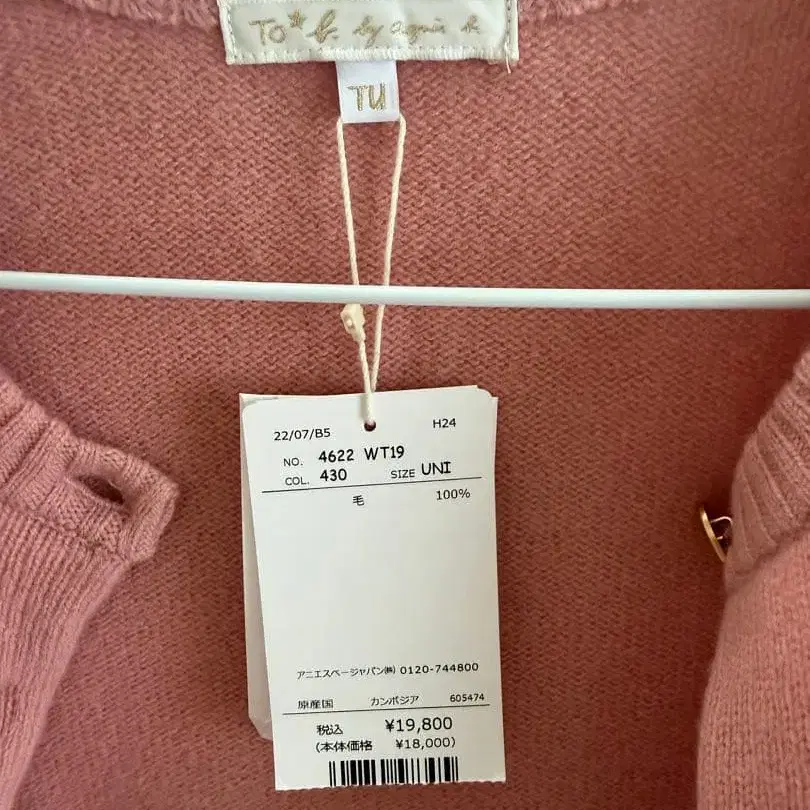 TO*b. by agnès b.
TU
22/07/B5 H24
NO. 4622 WT19
COL. 430 SIZE UNI
毛 100%
アニエスベージャパン㈱ 0120-744800
原産国 カンボジア 605474
税込 ¥19,800
(本体価格 ¥18,000)